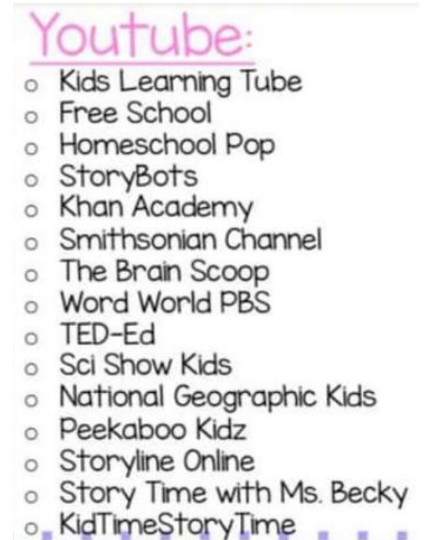 Youtube:
o Kids Learning Tube
o Free School
o Homeschool Pop
o StoryBots
o Khan Academy
o Smithsonian Channel
o The Brain Scoop
o Word World PBS
o TED-Ed
o Sci Show Kids
o National Geographic Kids
o Peekaboo Kidz
o Storyline Online
o Story Time with Ms. Becky
o KidTimeStoryTime